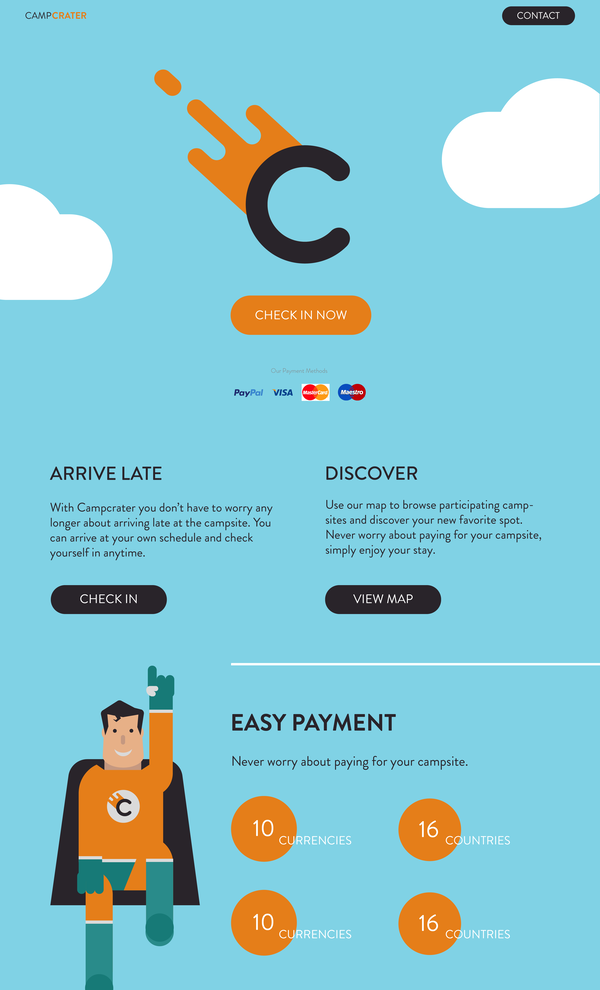 CAMPCRATER
CONTACT
C
CHECK IN NOW
Our Payment Methods
PayPal VISA MasterCard Maestro
ARRIVE LATE
With Campcrater you don’t have to worry any
longer about arriving late at the campsite. You
can arrive at your own schedule and check
yourself in anytime.
CHECK IN
DISCOVER
Use our map to browse participating camp-
sites and discover your new favorite spot.
Never worry about paying for your campsite,
simply enjoy your stay.
VIEW MAP
EASY PAYMENT
Never worry about paying for your campsite.
C
10 CURRENCIES
16 COUNTRIES
10 CURRENCIES
16 COUNTRIES